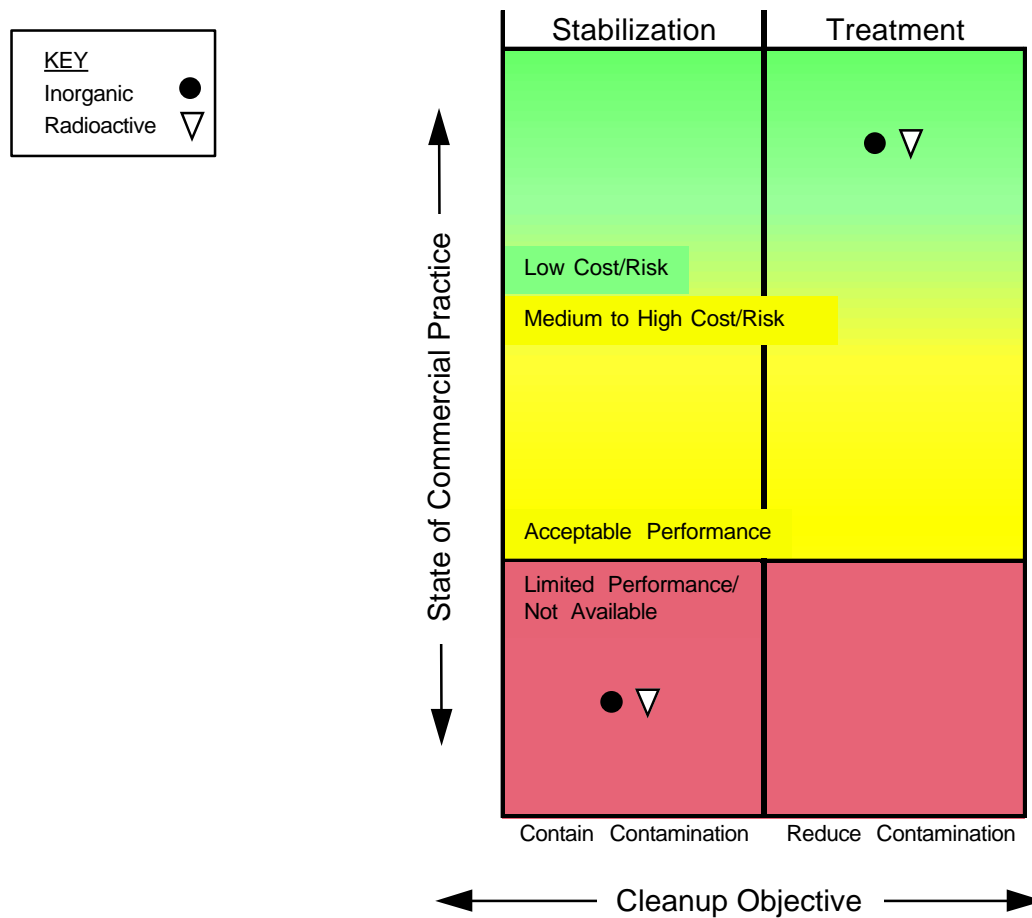 KEY
Inorganic
Radioactive
Stabilization
Treatment
State of Commercial Practice
Low Cost/Risk
Medium to High Cost/Risk
Acceptable Performance
Limited Performance/
Not Available
Contain Contamination
Reduce Contamination
Cleanup Objective